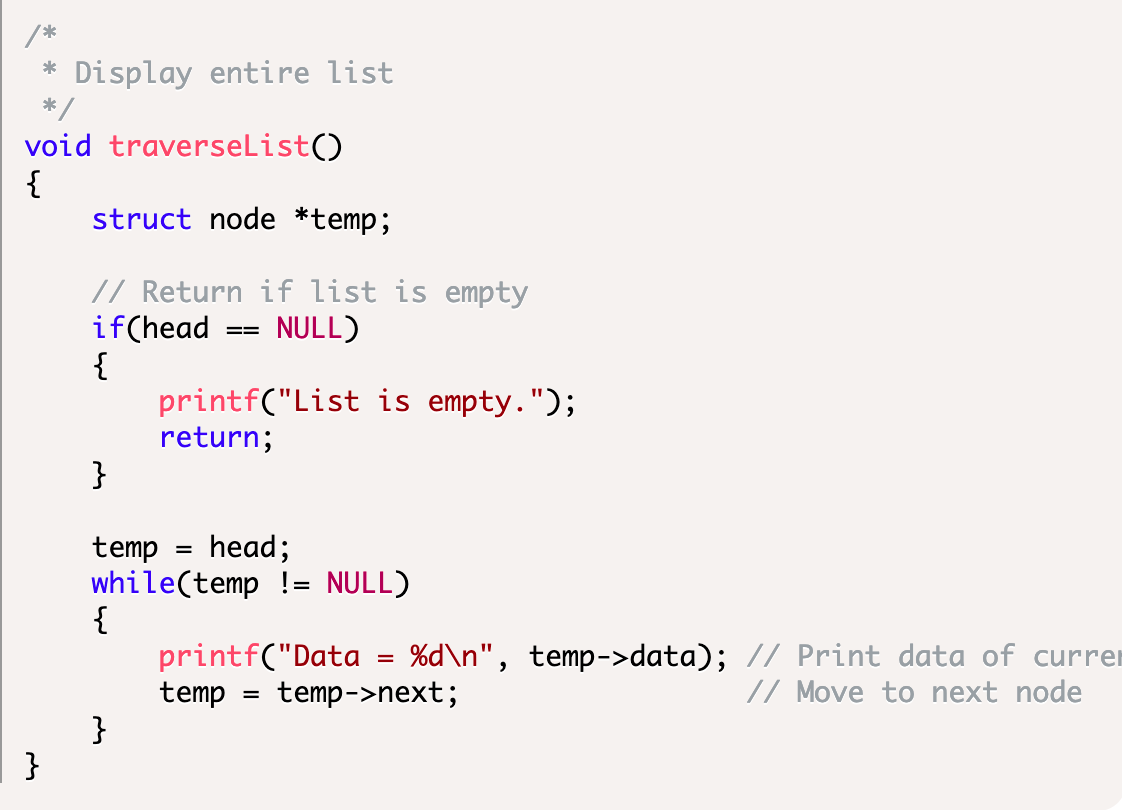 /*
 * Display entire list
 */
void traverseList()
{
    struct node *temp;

    // Return if list is empty
    if(head == NULL)
    {
        printf("List is empty.");
        return;
    }

    temp = head;
    while(temp != NULL)
    {
        printf("Data = %d\n", temp->data); // Print data of
        temp = temp->next;                 // Move to next node
    }
}